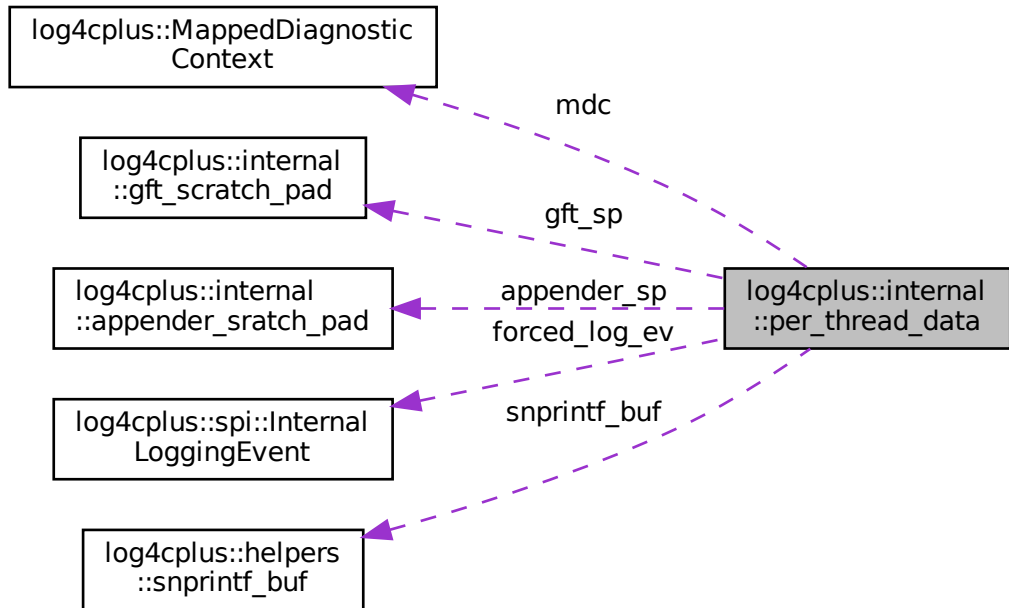 log4cplus::MappedDiagnostic
Context
mdc
log4cplus::internal
::gft_scratch_pad
gft_sp
log4cplus::internal
::appender_sratch_pad
appender_sp
log4cplus::internal
::per_thread_data
forced_log_ev
log4cplus::spi::Internal
LoggingEvent
snprintf_buf
log4cplus::helpers
::snprintf_buf